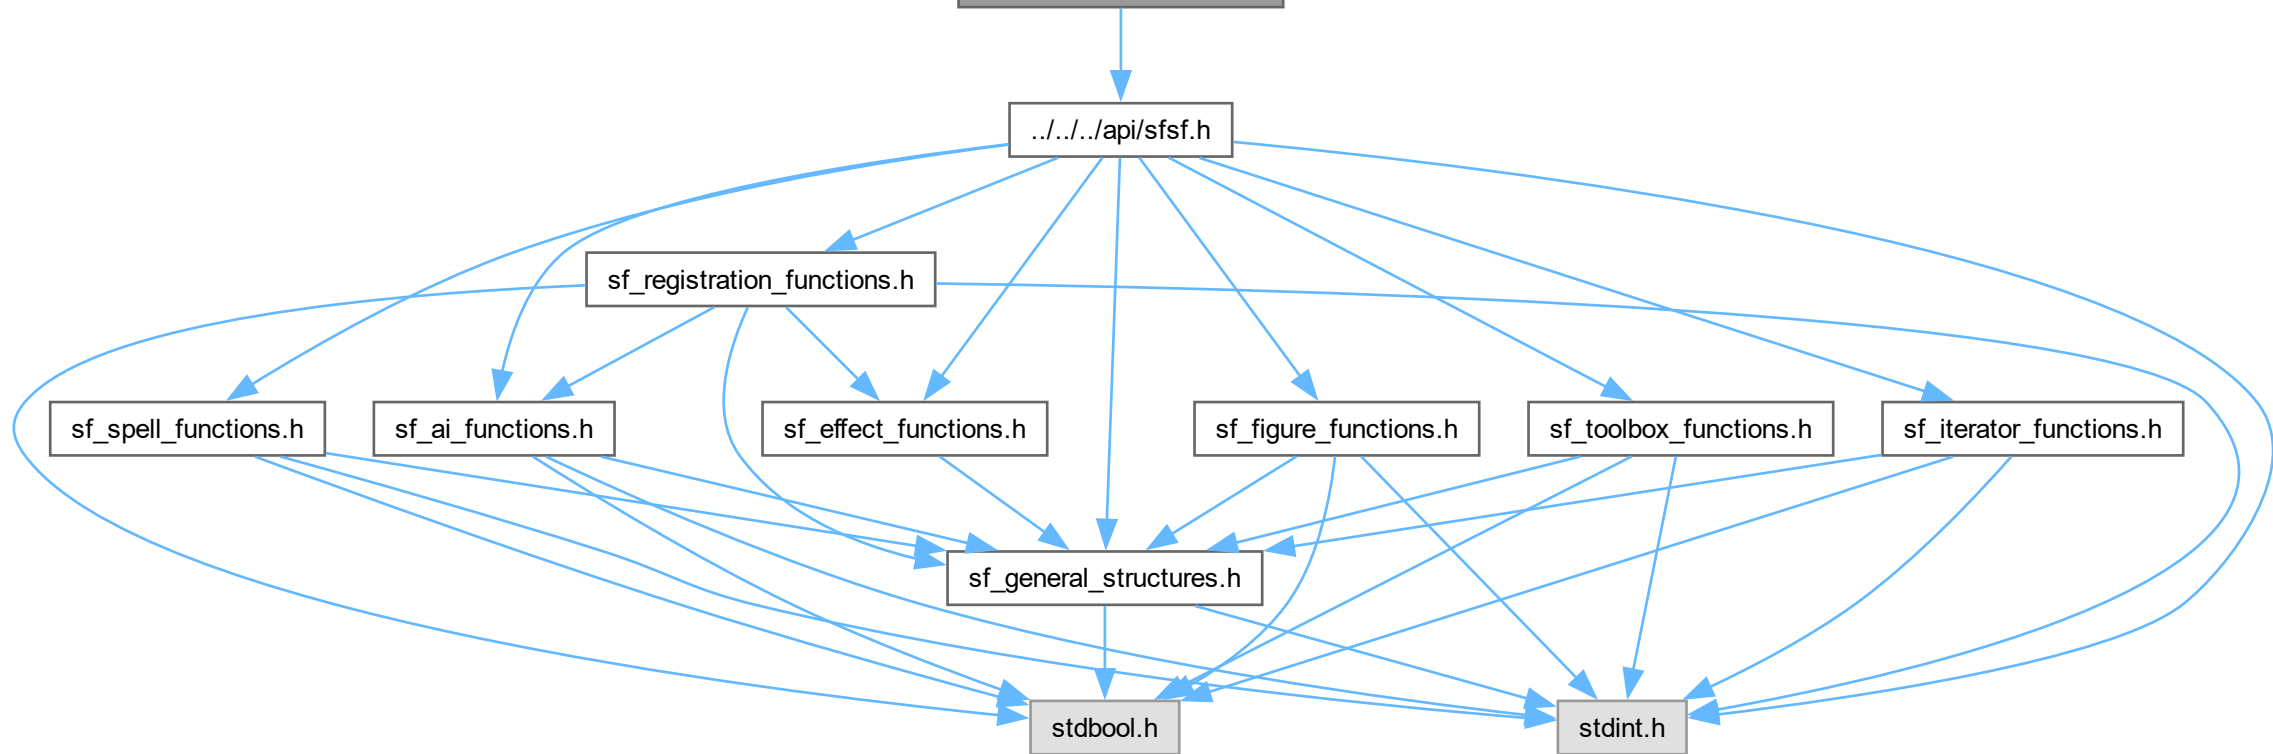 ../../../api/sfsf.h
sf_registration_functions.h
sf_spell_functions.h
sf_ai_functions.h
sf_effect_functions.h
sf_figure_functions.h
sf_toolbox_functions.h
sf_iterator_functions.h
sf_general_structures.h
stdbool.h
stdint.h